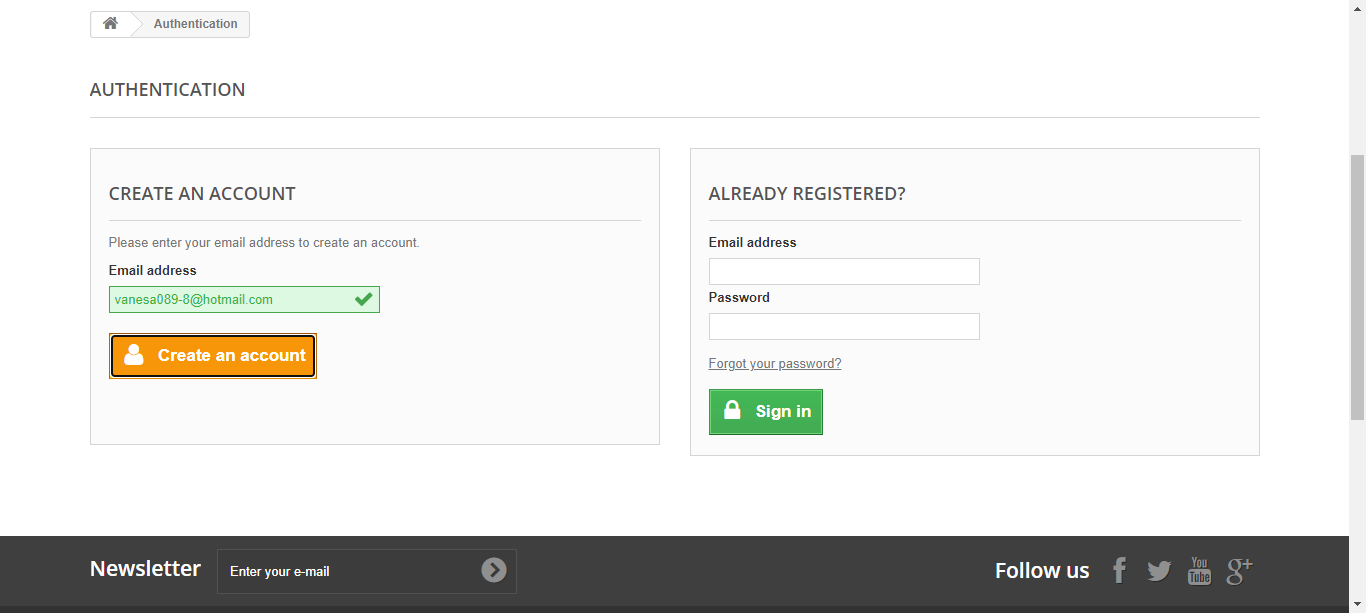 Authentication
AUTHENTICATION
CREATE AN ACCOUNT
Please enter your email address to create an account.
Email address
vanesa089-8@hotmail.com
Create an account
ALREADY REGISTERED?
Email address
Password
Forgot your password?
Sign in
Newsletter
Enter your e-mail
Follow us
f
You
Tube
g+